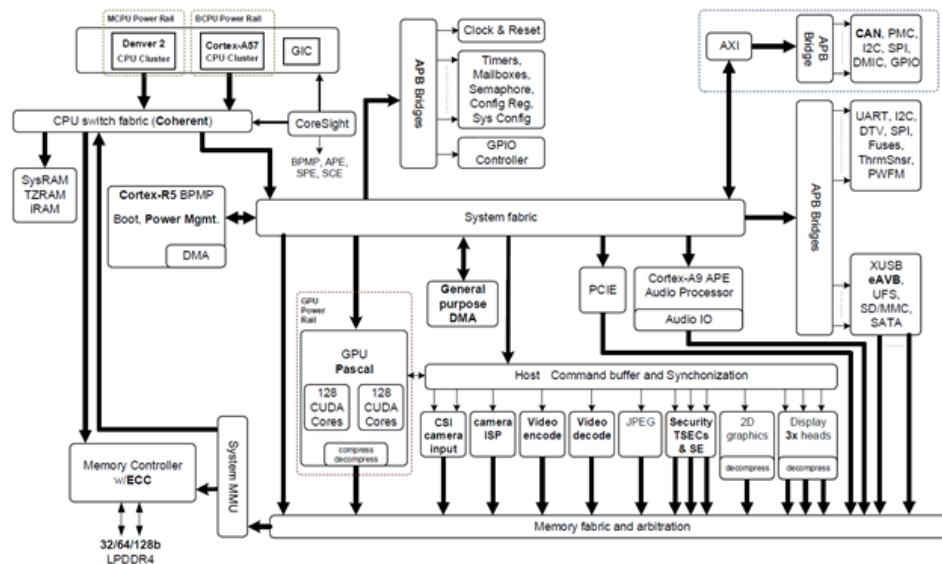 MCPU Power Rail
BCPU Power Rail
Denver 2
CPU Cluster
Cortex-A57
CPU Cluster
GIC
CPU switch fabric (Coherent)
CoreSight
BPMP, APE,
SPE, SCE
SysRAM
TZRAM
IRAM
Cortex-R5 BPMP
Boot, Power Mgmt.
DMA
APB Bridges
Clock & Reset
Timers,
Mailboxes,
Semaphore,
Config Reg,
Sys Config
GPIO
Controller
AXI
APB
Bridge
CAN, PMC,
I2C, SPI,
DMIC, GPIO
System fabric
APB Bridges
UART, I2C,
DTV, SPI,
Fuses,
ThrmSnsr,
PWFM
XUSB
eAVB,
UFS,
SD/MMC,
SATA
GPU
Power
Rail
GPU
Pascal
128
CUDA
Cores
128
CUDA
Cores
compress
decompress
General
purpose
DMA
PCIE
Cortex-A9 APE
Audio Processor
Audio IO
Host Command buffer and Synchonization
CSI
camera
input
camera
ISP
Video
encode
Video
decode
JPEG
Security
TSECs
& SE
2D
graphics
decompress
Display
3x heads
decompress
Memory Controller
w/ECC
System MMU
Memory fabric and arbitration
32/64/128b
LPDDR4